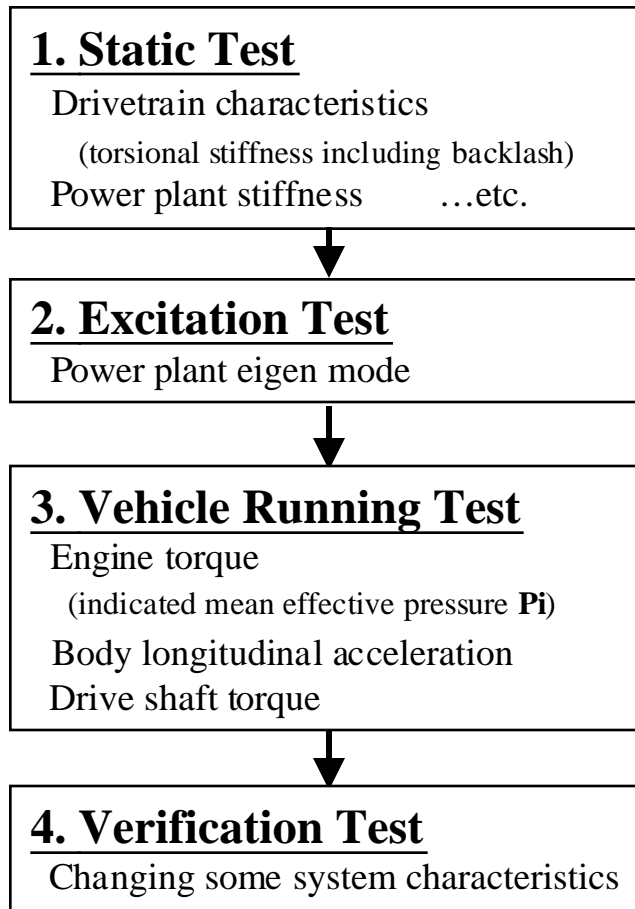 1. Static Test
Drivetrain characteristics
(torsional stiffness including backlash)
Power plant stiffness …etc.
2. Excitation Test
Power plant eigen mode
3. Vehicle Running Test
Engine torque
(indicated mean effective pressure Pi)
Body longitudinal acceleration
Drive shaft torque
4. Verification Test
Changing some system characteristics